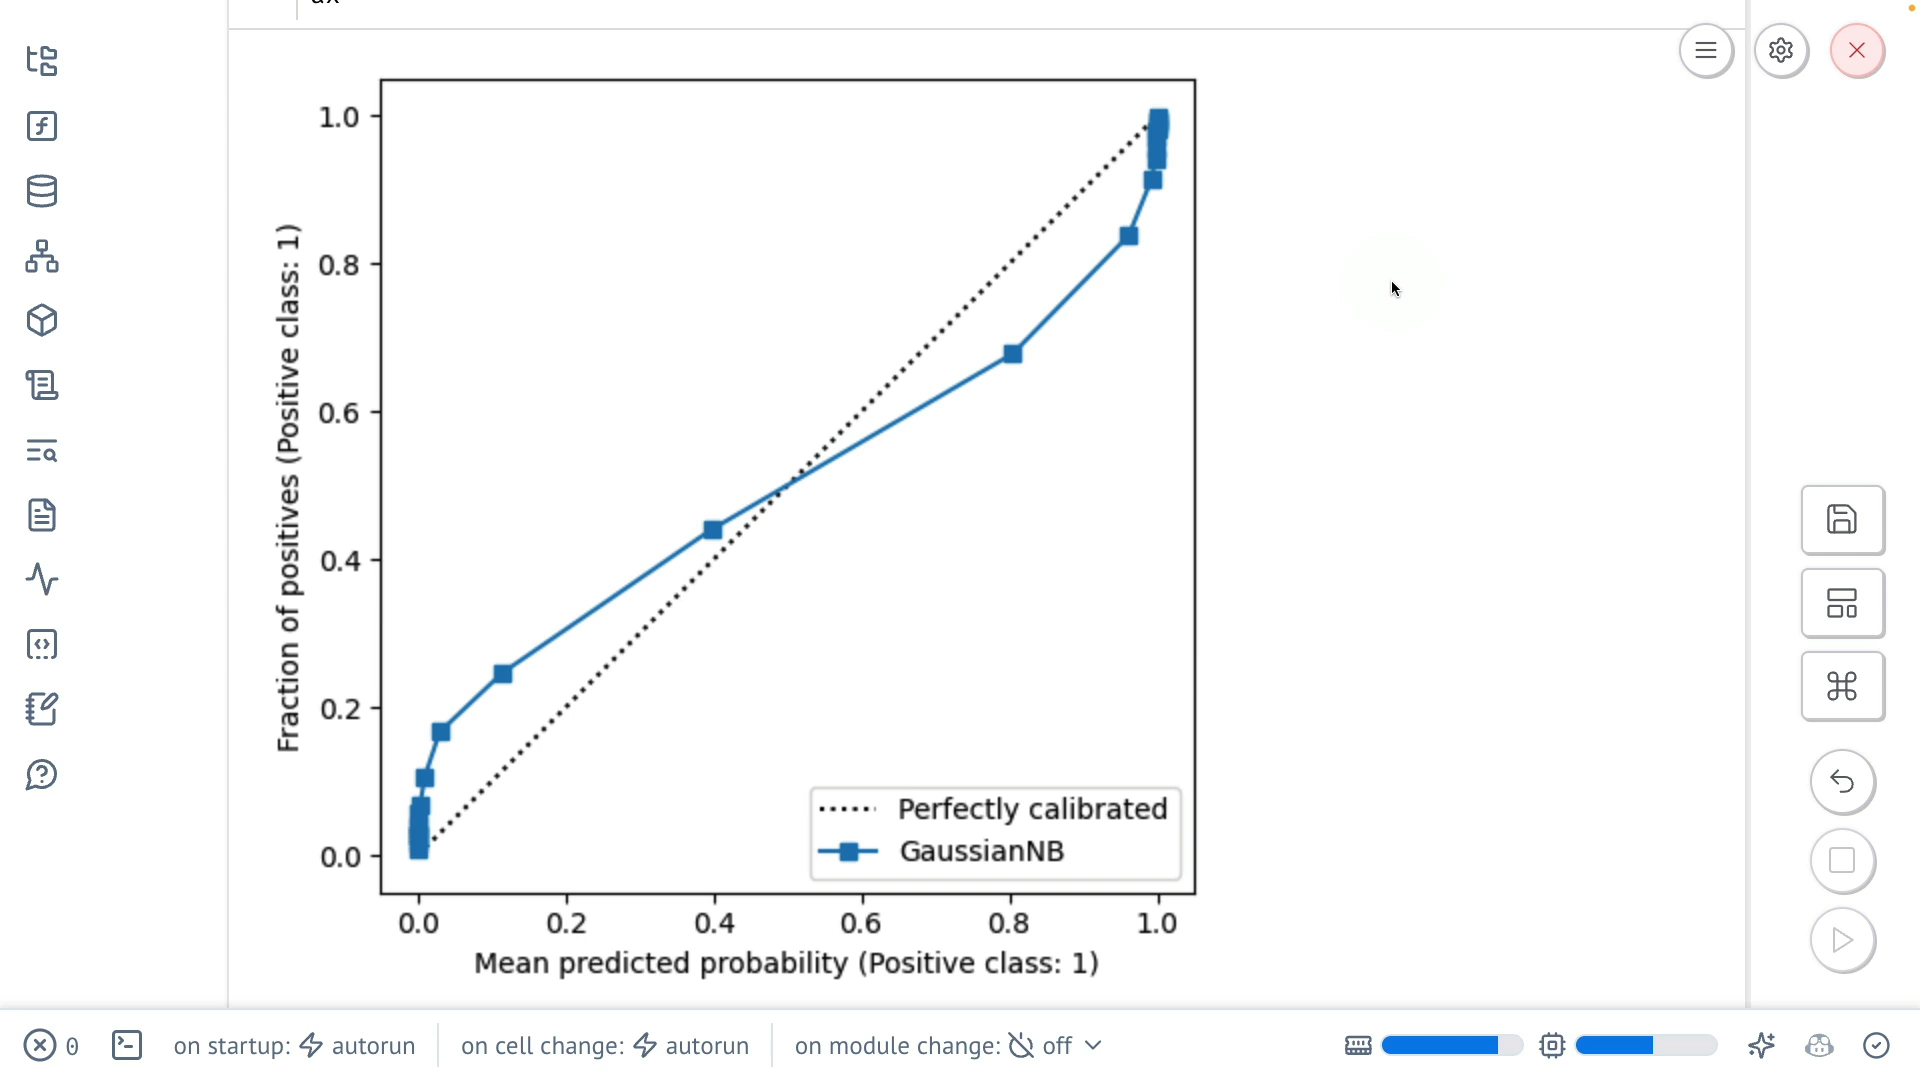 1.0
0.8
0.6
0.4
0.2
0.0
Fraction of positives (Positive class: 1)
Perfectly calibrated
GaussianNB
0.0 0.2 0.4 0.6 0.8 1.0
Mean predicted probability (Positive class: 1)
0 on startup: autorun on cell change: autorun on module change: off